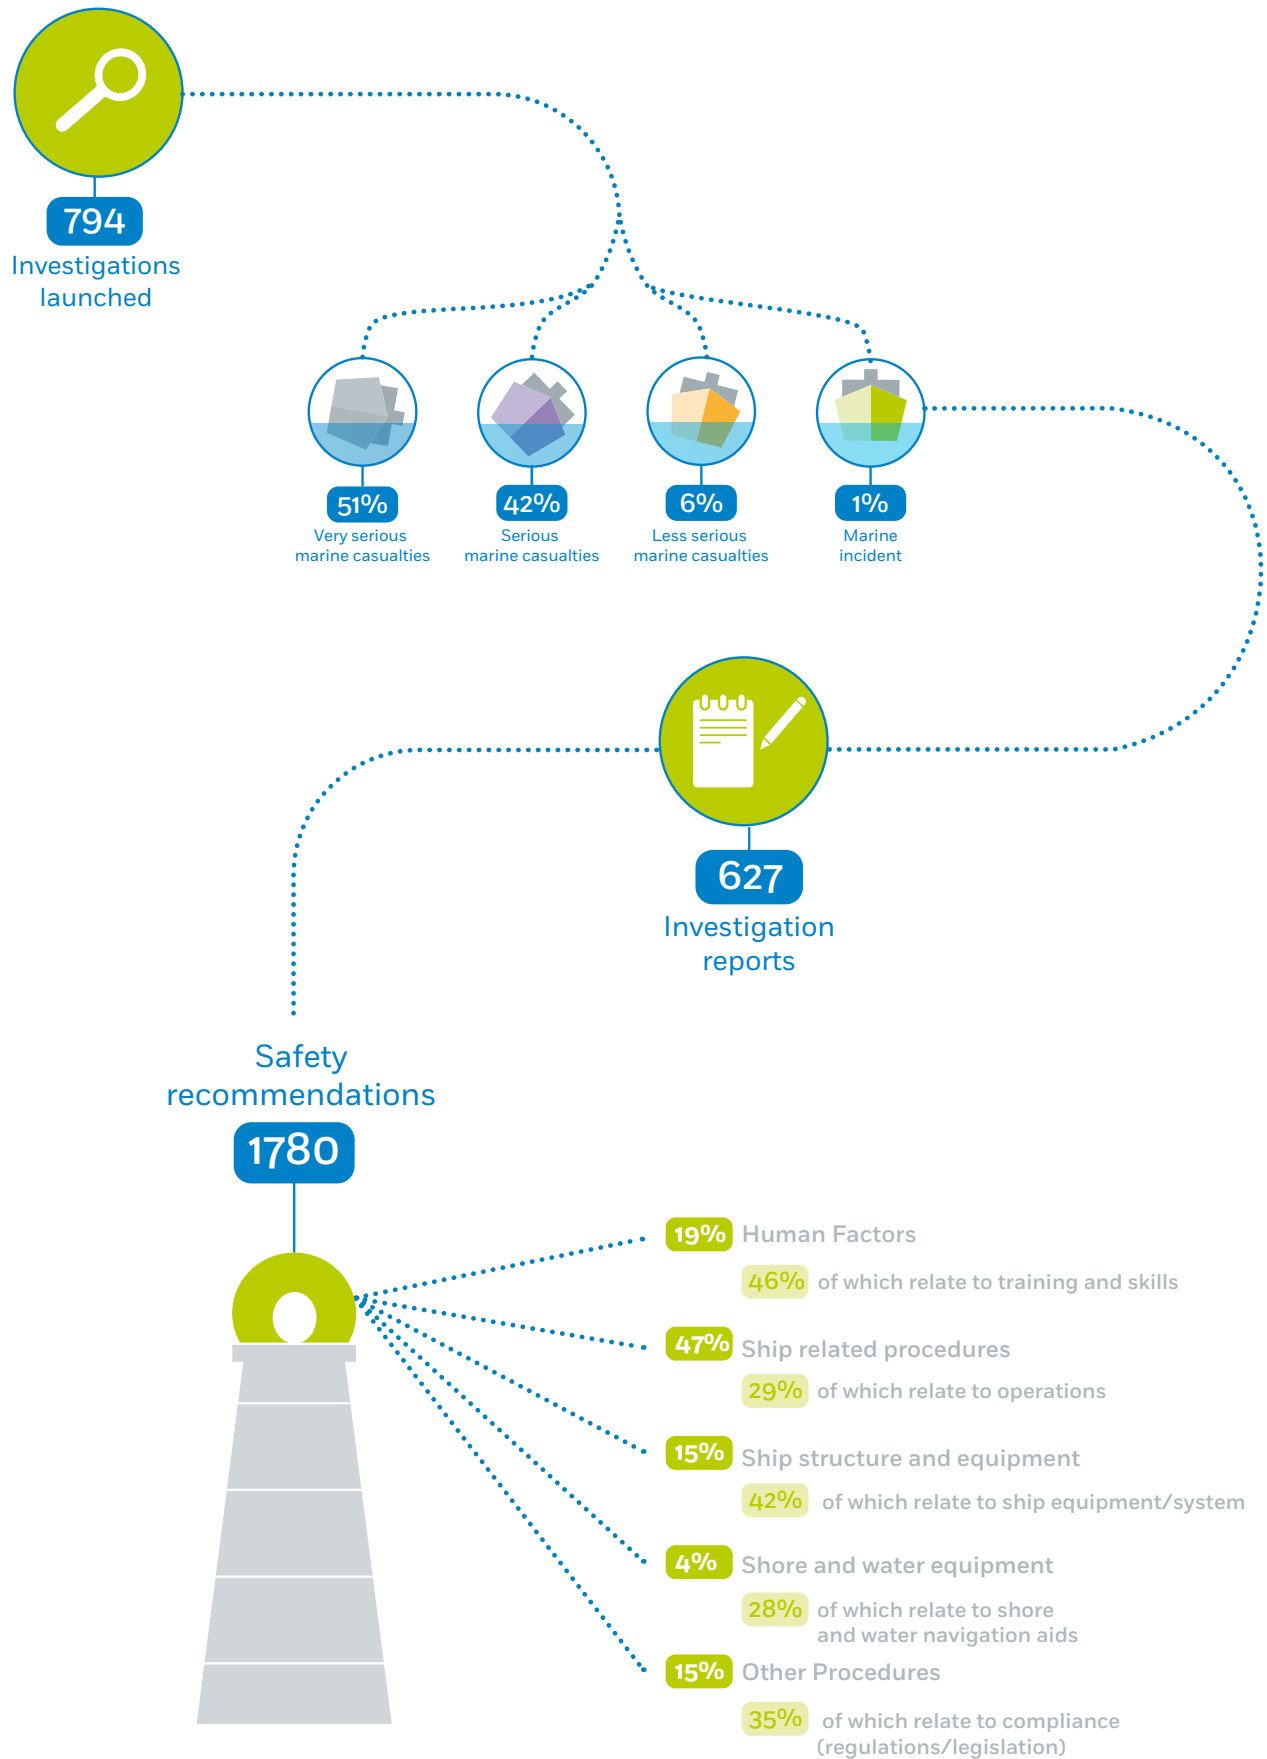 794
Investigations
launched
51%
Very serious
marine casualties
42%
Serious
marine casualties
6%
Less serious
marine casualties
1%
Marine
incident
627
Investigation
reports
Safety
recommendations
1780
19% Human Factors
46% of which relate to training and skills
47% Ship related procedures
29% of which relate to operations
15% Ship structure and equipment
42% of which relate to ship equipment/system
4% Shore and water equipment
28% of which relate to shore
and water navigation aids
15% Other Procedures
35% of which relate to compliance
(regulations/legislation)